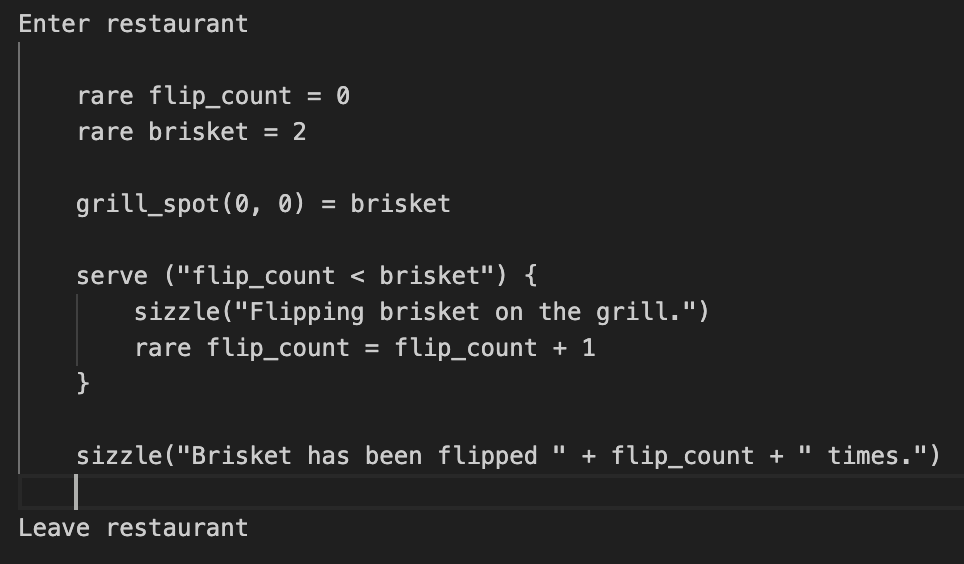 Enter restaurant
rare flip_count = 0
rare brisket = 2
grill_spot(0, 0) = brisket
serve ("flip_count < brisket") {
sizzle("Flipping brisket on the grill.")
rare flip_count = flip_count + 1
}
sizzle("Brisket has been flipped " + flip_count + " times.")
Leave restaurant